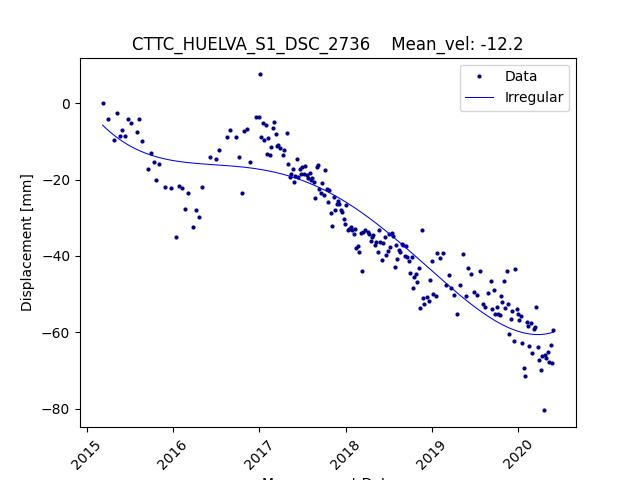 CTTC_HUELVA_S1_DSC_2736    Mean_vel: -12.2
Data
Irregular
Displacement [mm]
0
−20
−40
−60
−80
2015
2016
2017
2018
2019
2020